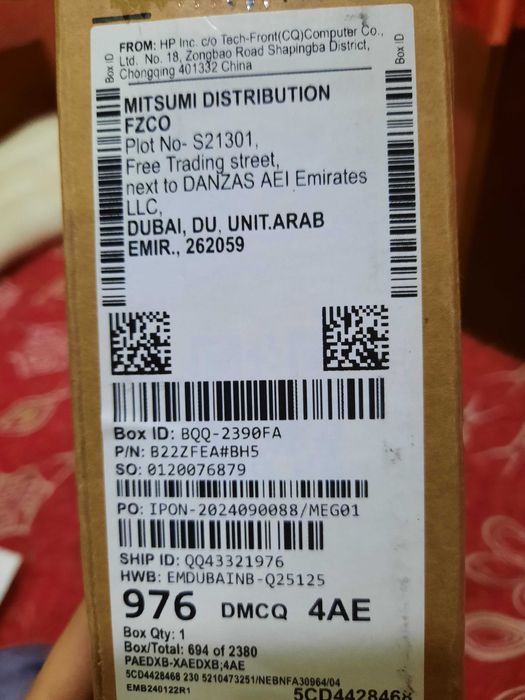 FROM: HP Inc. c/o Tech-Front(CQ)Computer Co.,
Ltd. No. 18, Zongbao Road Shapingba District,
Chongqing 401332 China
Box ID
Box ID
MITSUMI DISTRIBUTION
FZCO
Plot No- S21301,
Free Trading street,
next to DANZAS AEI Emirates
LLC,
DUBAI, DU, UNIT.ARAB
EMIR., 262059
Box ID: BQQ-2390FA
P/N: B22ZFEA#BH5
SO: 0120076879
PO: IPON-2024090088/MEG01
SHIP ID: QQ43321976
HWB: EMDUBAINB-Q25125
976 DMCQ 4AE
Box Qty: 1
Box/Total: 694 of 2380
PAEDXB-XAEDXB;4AE
5CD4428468 230 5210473251/NEBNFA30964/04
EMB240122R1
5CD4428468